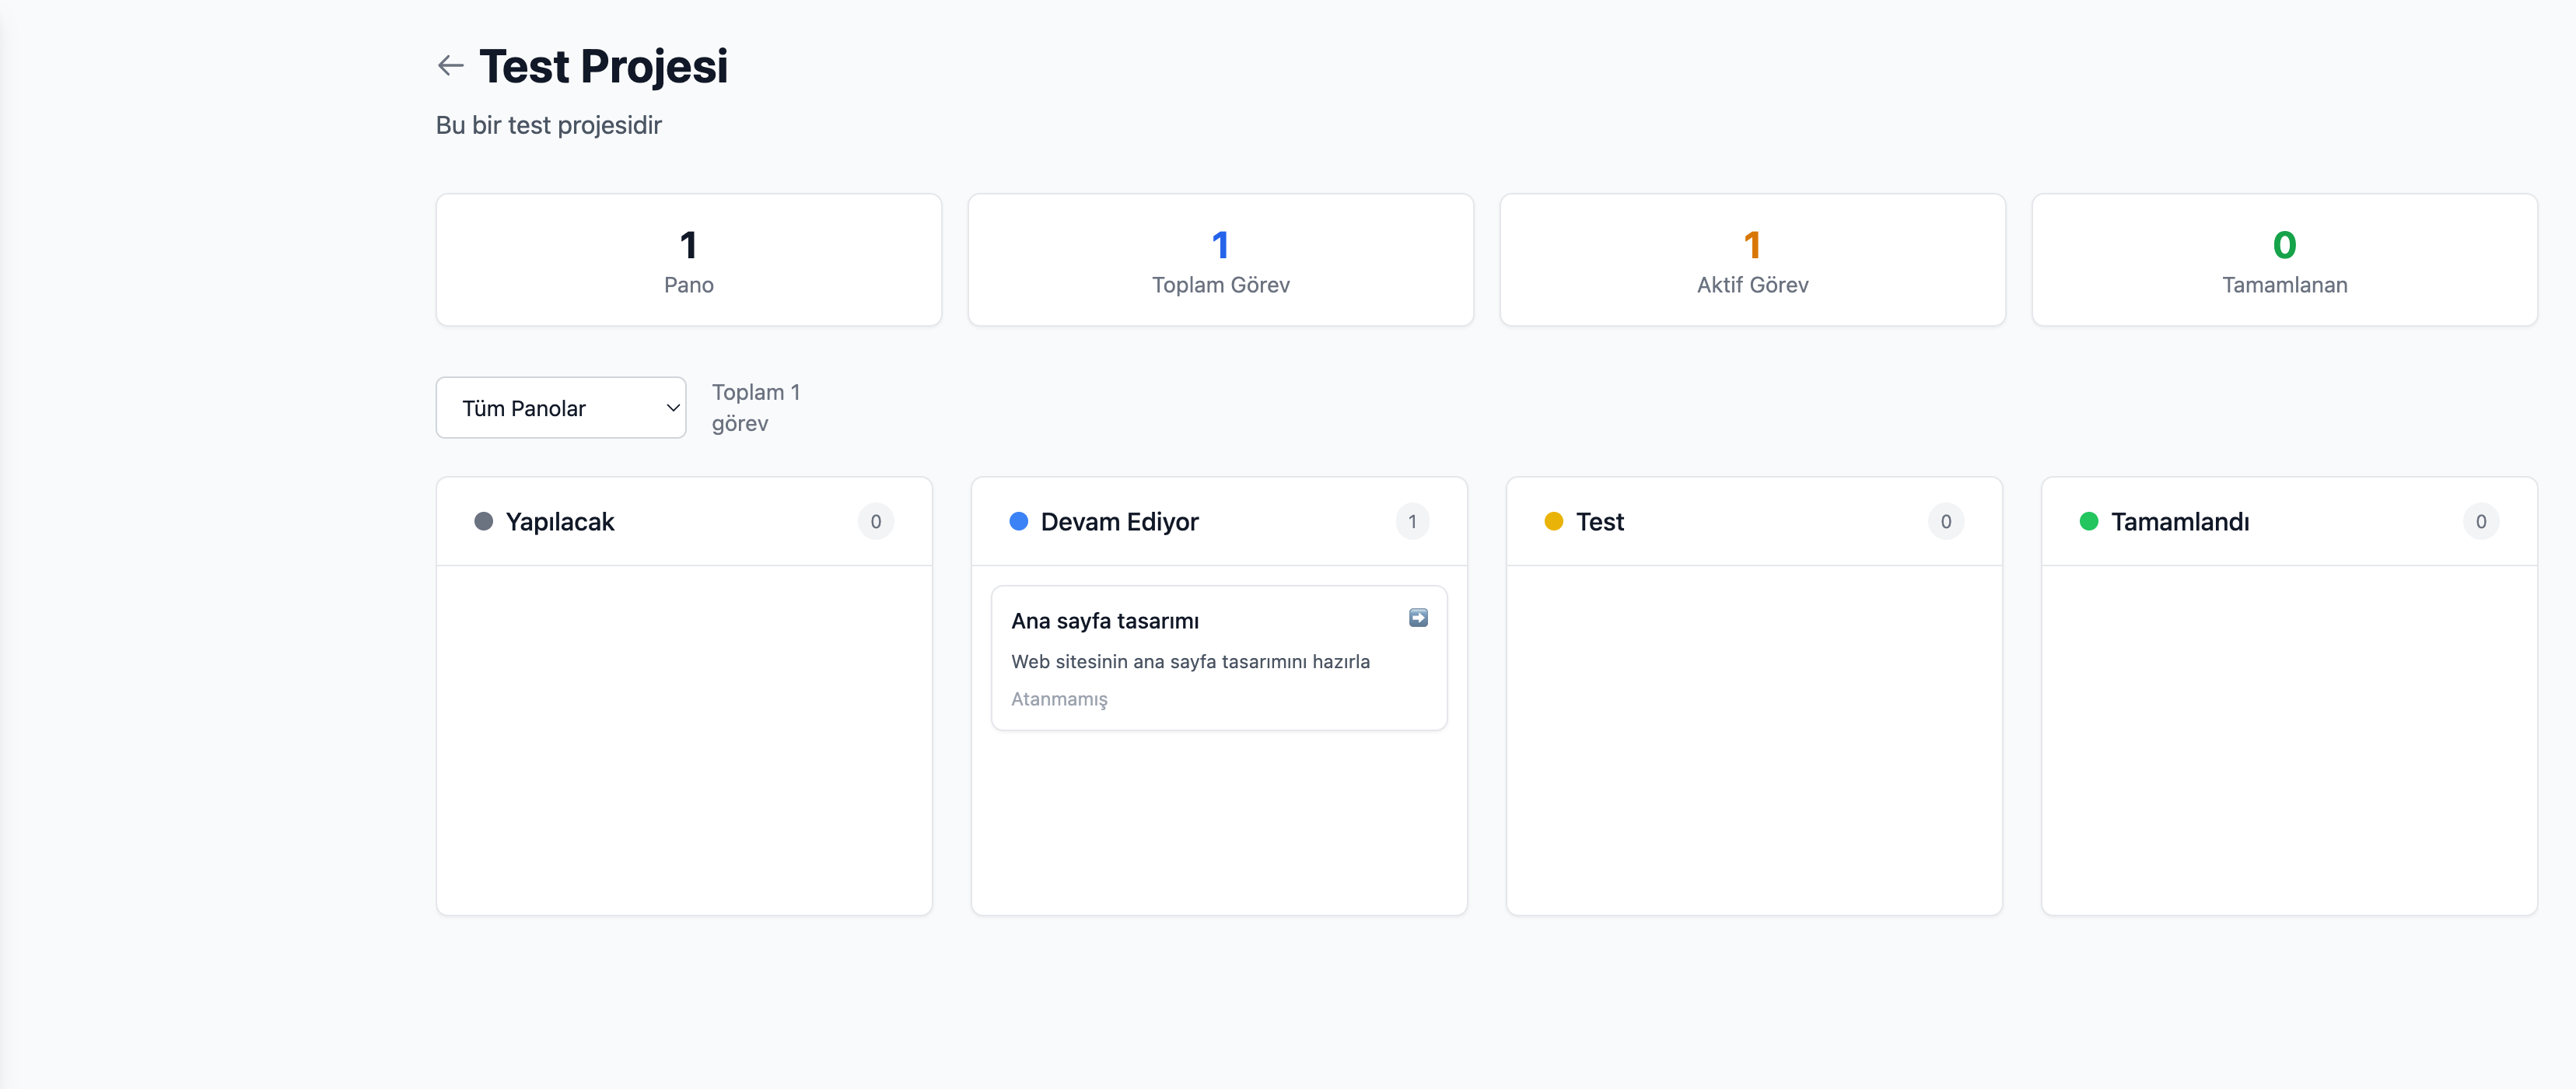 Test Projesi
Bu bir test projesidir
1
Pano
1
Toplam Görev
1
Aktif Görev
0
Tamamlanan
Tüm Panolar
Toplam 1
görev
Yapılacak 0
Devam Ediyor 1
Ana sayfa tasarımı
Web sitesinin ana sayfa tasarımını hazırla
Atanmamış
Test 0
Tamamlandı 0